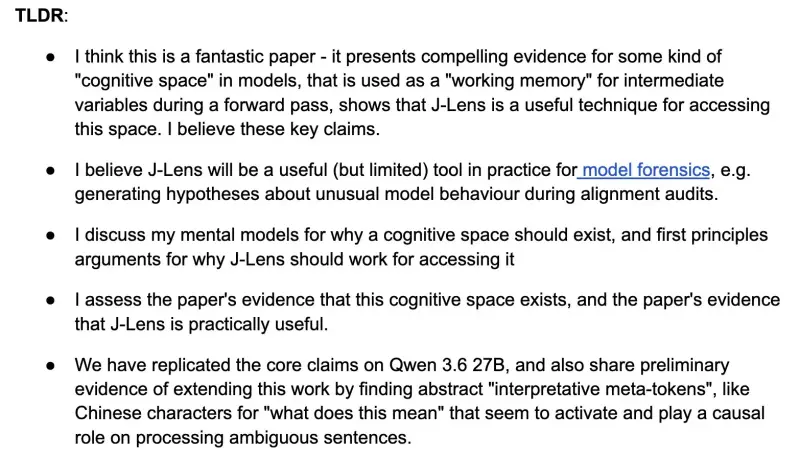 TLDR:
● I think this is a fantastic paper - it presents compelling evidence for some kind of
"cognitive space" in models, that is used as a "working memory" for intermediate
variables during a forward pass, shows that J-Lens is a useful technique for accessing
this space. I believe these key claims.
● I believe J-Lens will be a useful (but limited) tool in practice for model forensics, e.g.
generating hypotheses about unusual model behaviour during alignment audits.
● I discuss my mental models for why a cognitive space should exist, and first principles
arguments for why J-Lens should work for accessing it
● I assess the paper's evidence that this cognitive space exists, and the paper's evidence
that J-Lens is practically useful.
● We have replicated the core claims on Qwen 3.6 27B, and also share preliminary
evidence of extending this work by finding abstract "interpretative meta-tokens", like
Chinese characters for "what does this mean" that seem to activate and play a causal
role on processing ambiguous sentences.